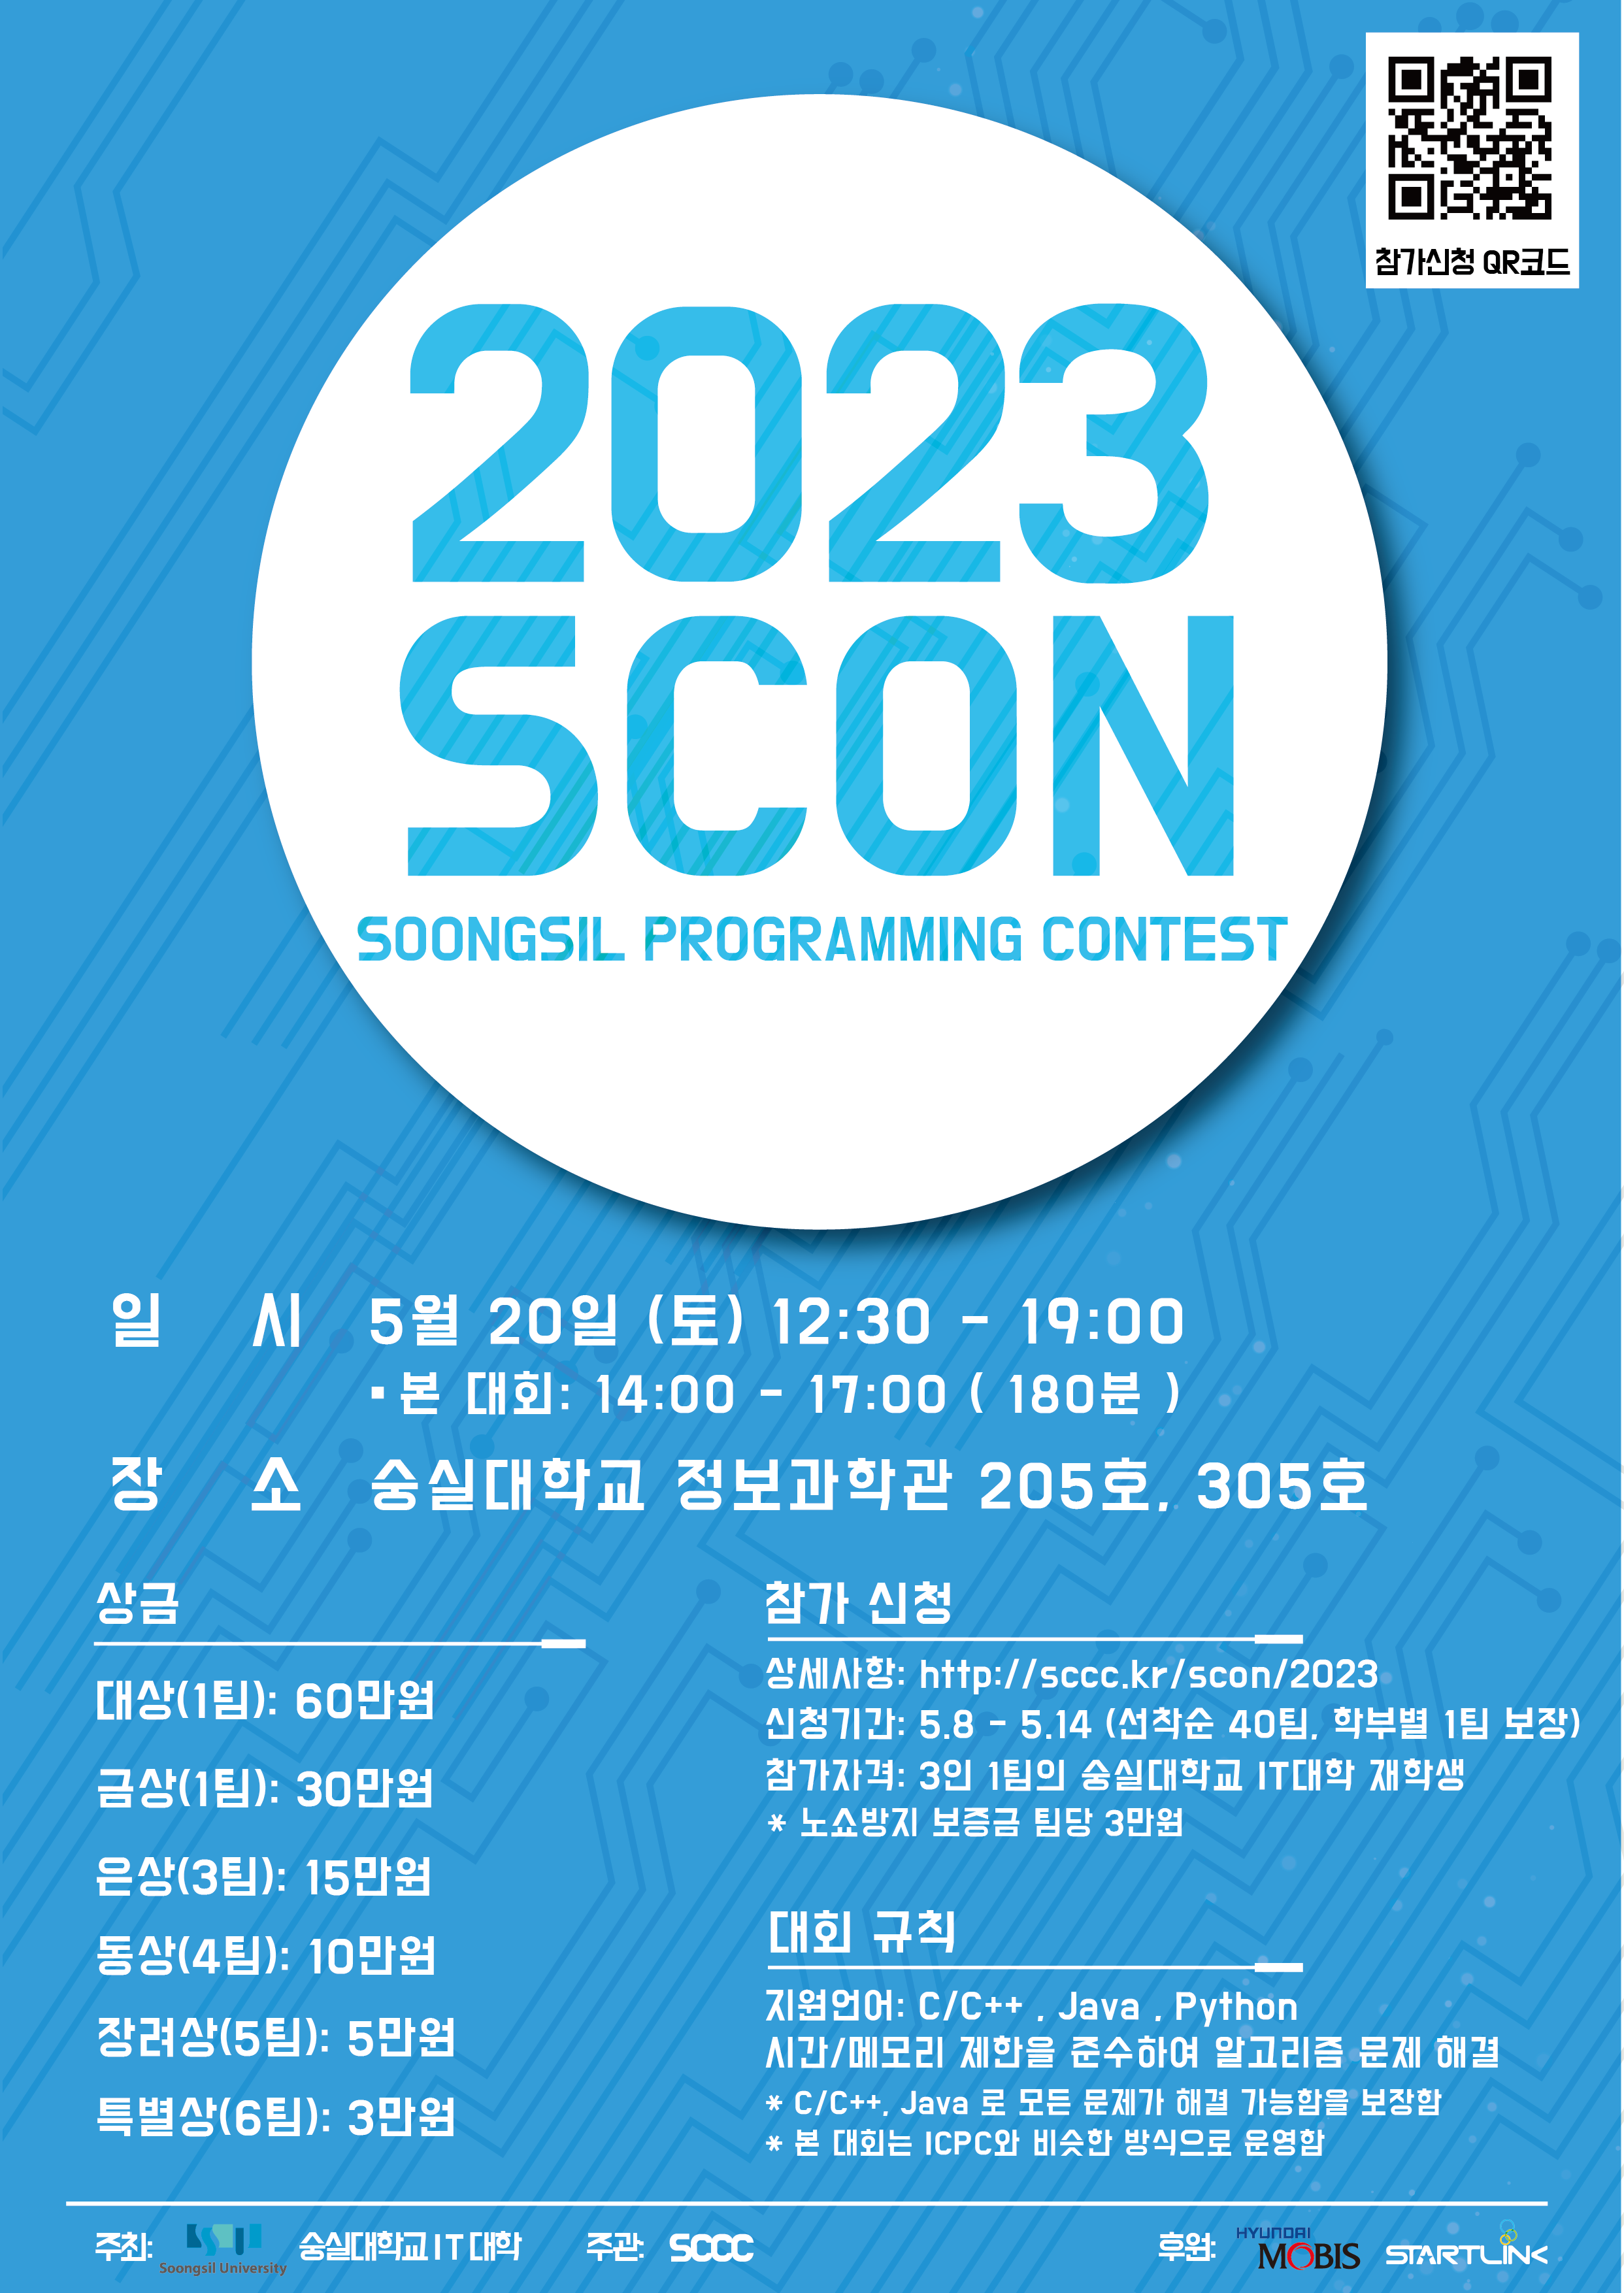 참가신청 QR코드
2023
SCON
SOONGSIL PROGRAMMING CONTEST
일 시 5월 20일 (토) 12:30 - 19:00
▪ 본 대회: 14:00 - 17:00 ( 180분 )
장 소 숭실대학교 정보과학관 205호, 305호
상금
대상(1팀): 60만원
금상(1팀): 30만원
은상(3팀): 15만원
동상(4팀): 10만원
장려상(5팀): 5만원
특별상(6팀): 3만원
참가 신청
상세사항: http://sccc.kr/scon/2023
신청기간: 5.8 - 5.14 (선착순 40팀, 학부별 1팀 보장)
참가자격: 3인 1팀의 숭실대학교 IT대학 재학생
* 노쇼방지 보증금 팀당 3만원
대회 규칙
지원언어: C/C++ , Java , Python
시간/메모리 제한을 준수하여 알고리즘 문제 해결
* C/C++, Java 로 모든 문제가 해결 가능함을 보장함
* 본 대회는 ICPC와 비슷한 방식으로 운영함
주최: SSU Soongsil University 숭실대학교 IT 대학 주관: SCCC 후원: HYUNDAI MOBIS STARTLINK